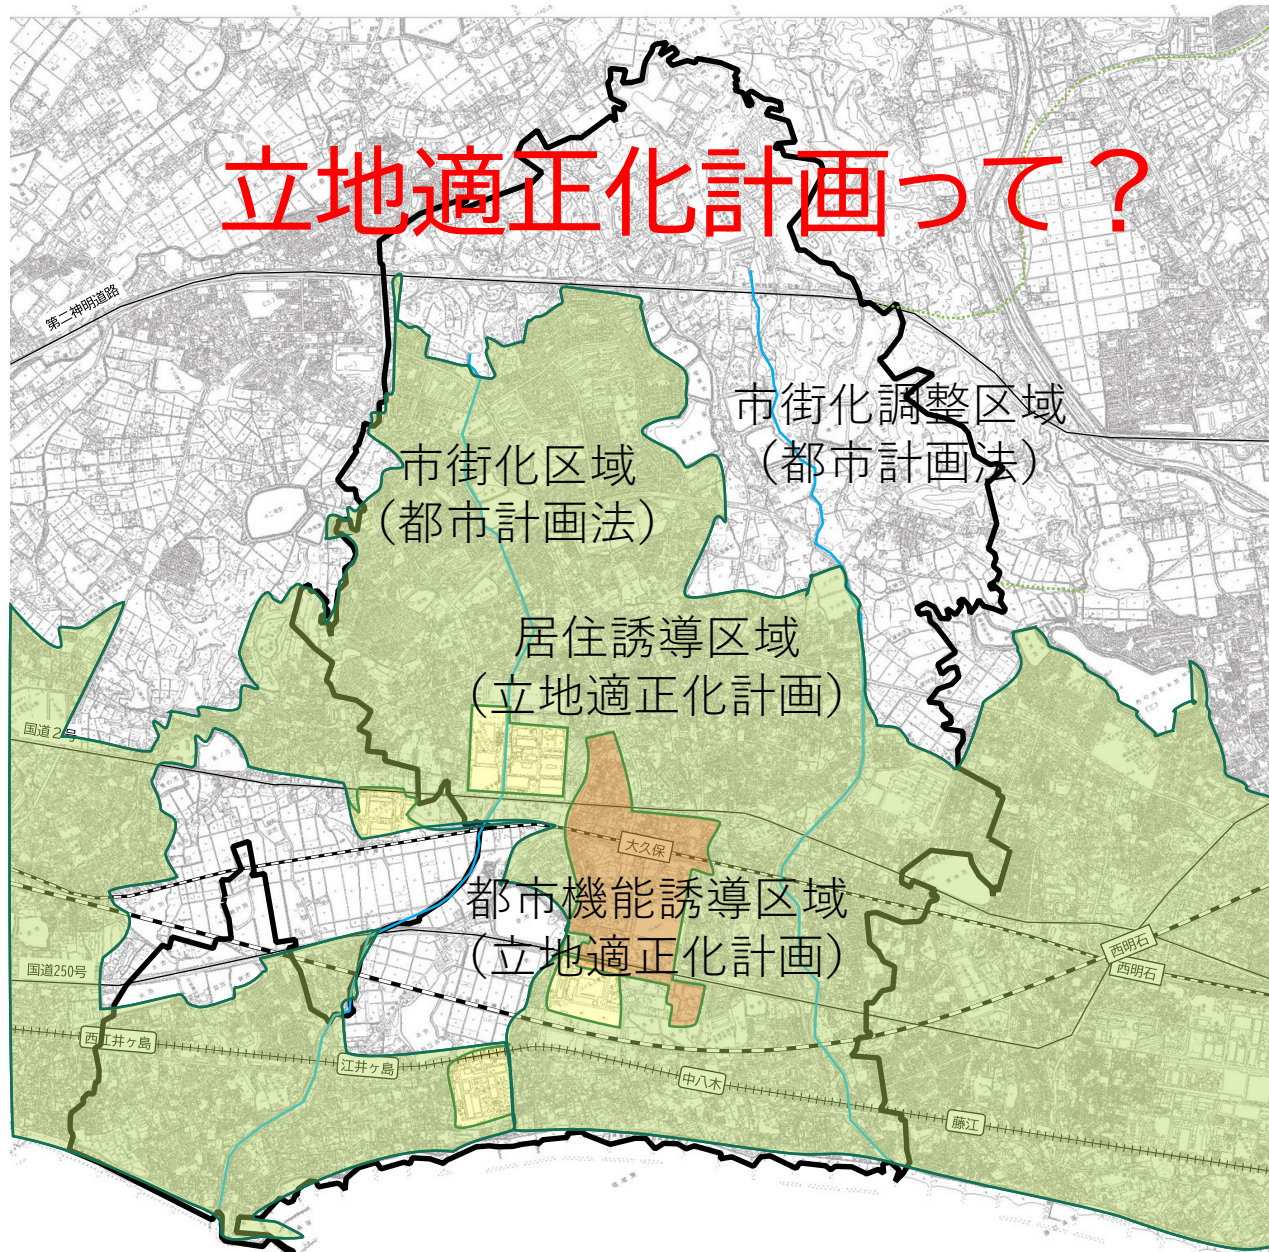 立地適正化計画って？
第二神明道路
市街化調整区域
（都市計画法）
市街化区域
（都市計画法）
居住誘導区域
（立地適正化計画）
国道２号
大久保
都市機能誘導区域
（立地適正化計画）
西明石
西明石
国道250号
西江井ヶ島
江井ヶ島
中八木
藤江